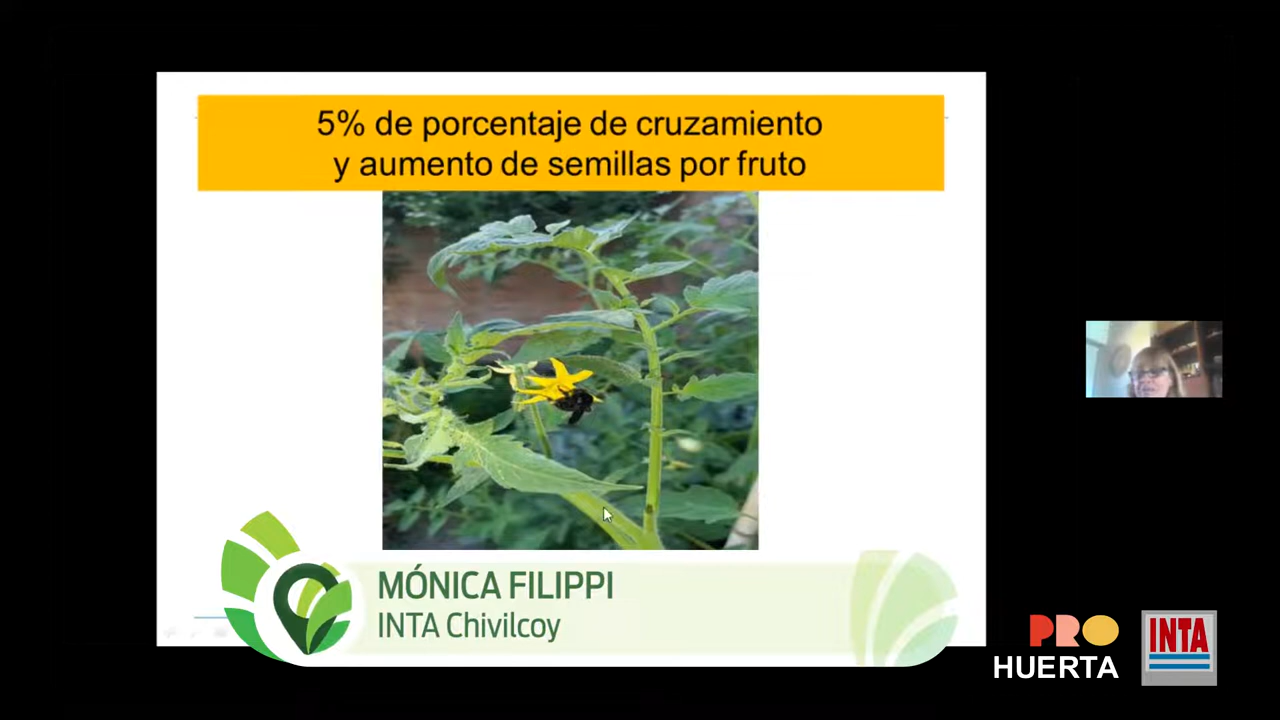 5% de porcentaje de cruzamiento
y aumento de semillas por fruto
MÓNICA FILIPPI
INTA Chivilcoy
PRO
HUERTA
INTA